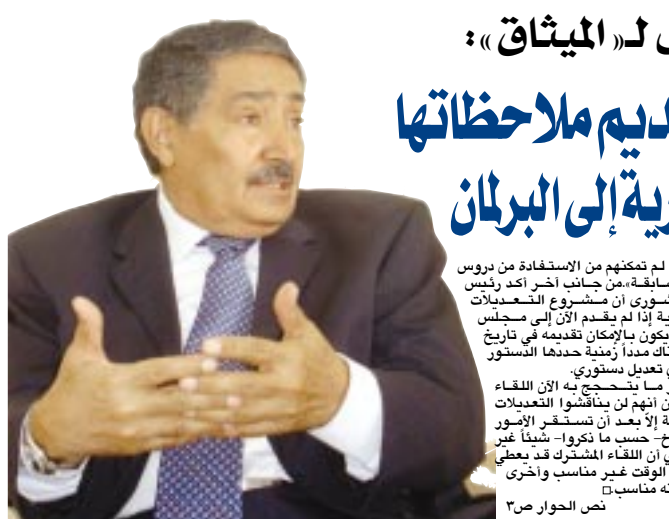 لـ« الميثاق » :
ديم ملاحظاتها
رية إلى البرلمان
لم تمكنهم من الاستفادة من دروس
سابقة».من جانب آخر أكد رئيس
شورى أن مشروع التعديلات
ية إذا لم يقدم الآن إلى مجلس
يكون بالإمكان تقديمه في تاريخ
ناك مدداً زمنية حددها الدستور
ي تعديل دستوري.
ر ما يتحجج به الآن اللقاء
ن أنهم لن يناقشوا التعديلات
ة إلاّ بعد أن تستقر الأمور
خ- حسب ما ذكروا- شيئاً غير
ي أن اللقاء المشترك قد يعطي
الوقت غير مناسب وأخرى
نه مناسب.□
نص الحوار ص٣